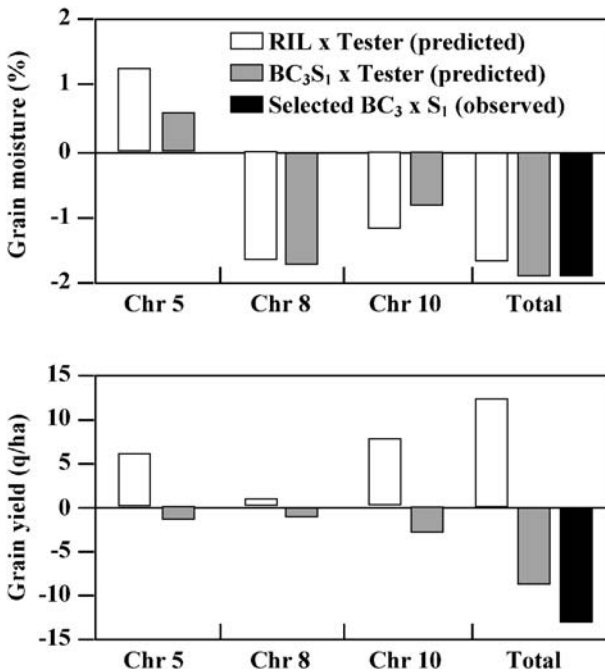 2
RIL x Tester (predicted)
BC₃S₁ x Tester (predicted)
Selected BC₃ x S₁ (observed)
Grain moisture (%)
1
0
-1
-2
Chr 5 Chr 8 Chr 10 Total
15
10
5
0
-5
-10
-15
Grain yield (q/ha)
Chr 5 Chr 8 Chr 10 Total